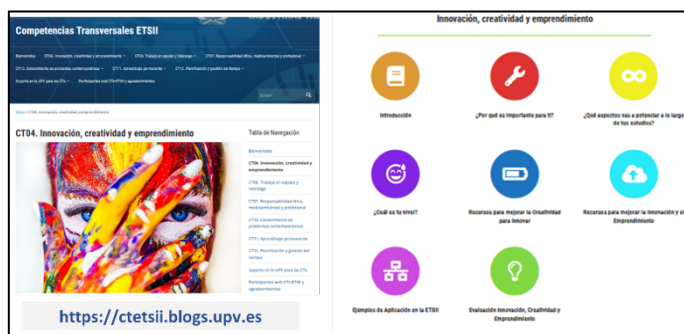 Competencias Transversales ETSII
Bienvenidos CT04. Innovación, creatividad y emprendimiento CT06. Trabajo en equipo y liderazgo CT07. Responsabilidad ética, medioambiental y profesional
CT10. Conocimiento de problemas contemporáneos CT11. Aprendizaje permanente CT12. Planificación y gestión del tiempo
Soporte en la UPV para las CTs Participantes web CTs ETSII y agradecimientos
Buscar
Inicio » CT04. Innovación, creatividad y emprendimiento
CT04. Innovación, creatividad y emprendimiento
Tabla de Navegación
Bienvenidos
CT04. Innovación, creatividad y
emprendimiento
CT06. Trabajo en equipo y
liderazgo
CT07. Responsabilidad ética,
medioambiental y profesional
CT10. Conocimiento de
problemas contemporáneos
CT11. Aprendizaje permanente
CT12. Planificación y gestión del
tiempo
Soporte en la UPV para las CTs
Participantes web CTs ETSII y
agradecimientos
https://ctetsii.blogs.upv.es
Innovación, creatividad y emprendimiento
Introducción
¿Por qué es importante para ti?
¿Qué aspectos vas a potenciar a lo largo
de tus estudios?
¿Cuál es tu nivel?
Recursos para mejorar la Creatividad
para Innovar
Recursos para mejorar la Innovación y el
Emprendimiento
Ejemplos de Aplicación en la ETSII
Evaluación Innovación, Creatividad y
Emprendimiento